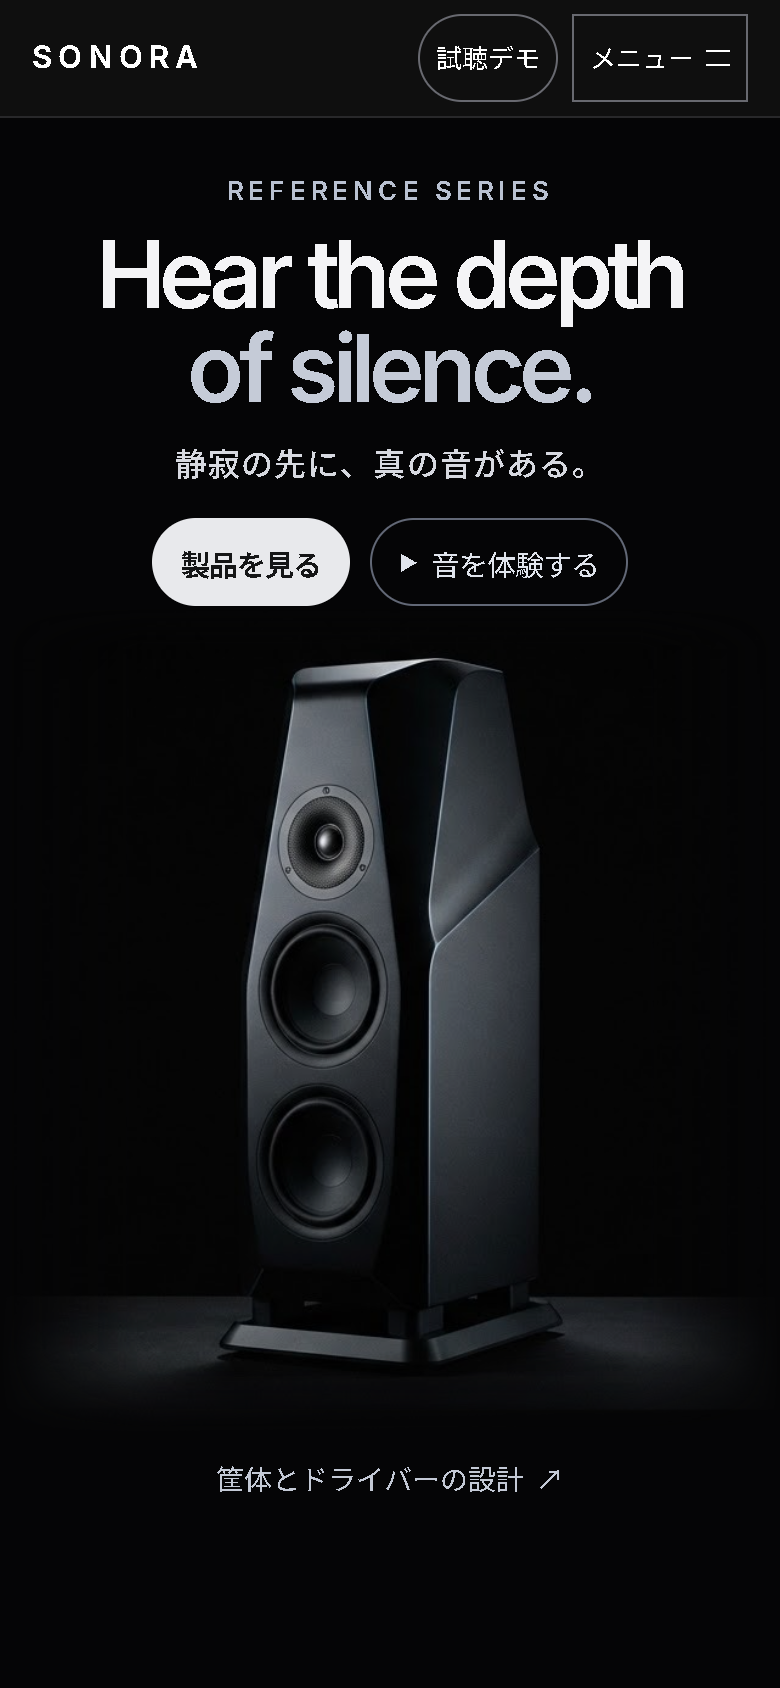 SONORA
試聴デモ
メニュー
REFERENCE SERIES
Hear the depth
of silence.
静寂の先に、真の音がある。
製品を見る
▶ 音を体験する
筐体とドライバーの設計 ↗